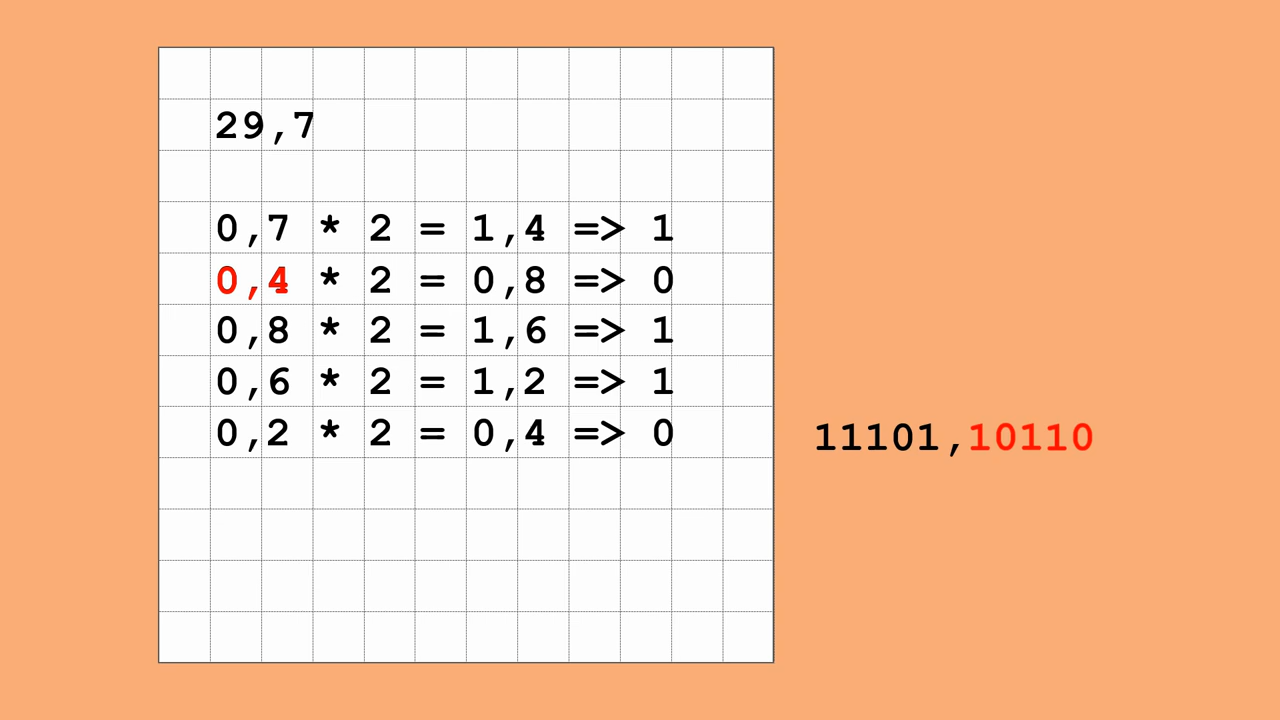 29,7
0,7 * 2 = 1,4 => 1
0,4 * 2 = 0,8 => 0
0,8 * 2 = 1,6 => 1
0,6 * 2 = 1,2 => 1
0,2 * 2 = 0,4 => 0
11101,10110